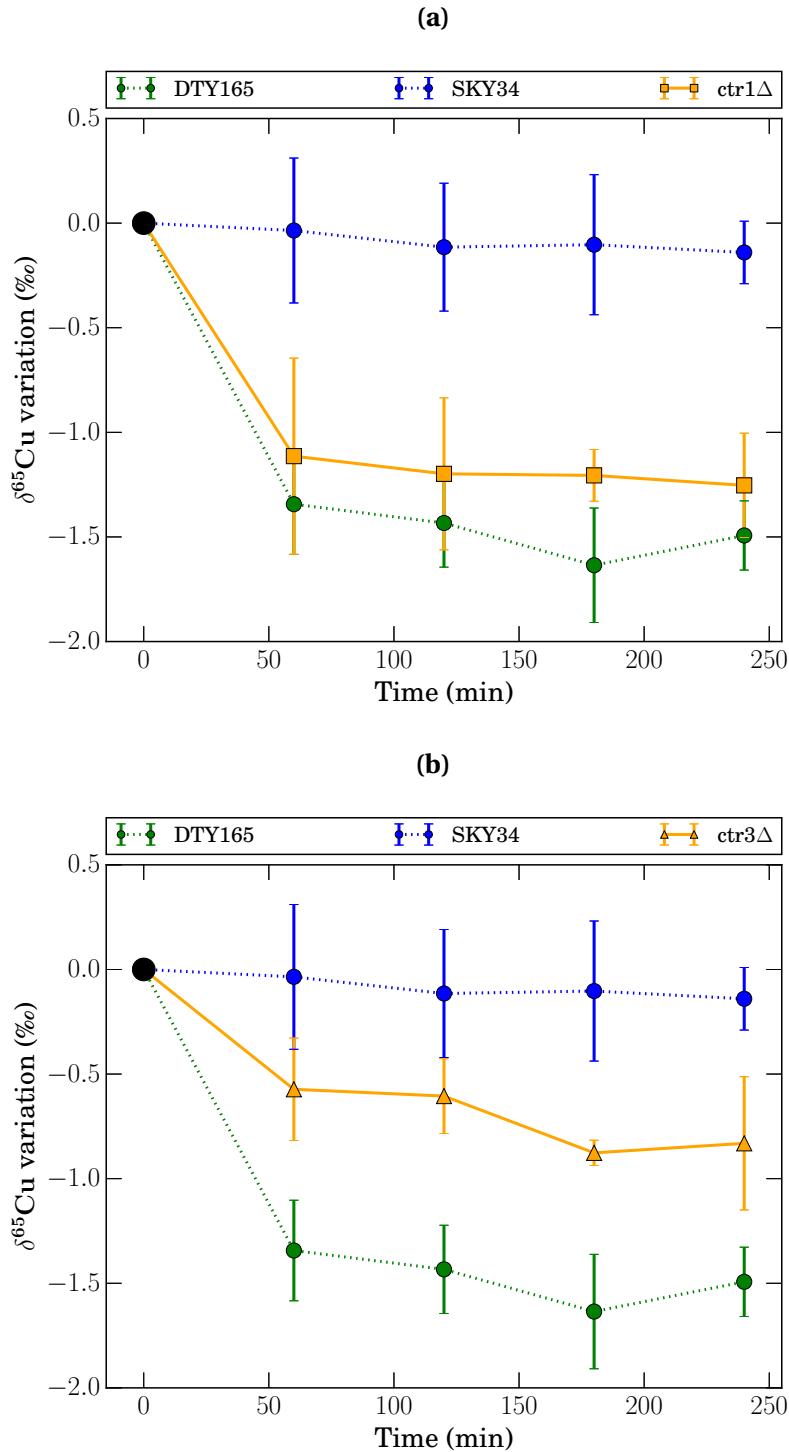 (a)
DTY165 SKY34 ctr1Δ
0.5
0.0
−0.5
−1.0
−1.5
−2.0
δ⁶⁵Cu variation (‰)
0 50 100 150 200 250
Time (min)
(b)
DTY165 SKY34 ctr3Δ
0.5
0.0
−0.5
−1.0
−1.5
−2.0
δ⁶⁵Cu variation (‰)
0 50 100 150 200 250
Time (min)